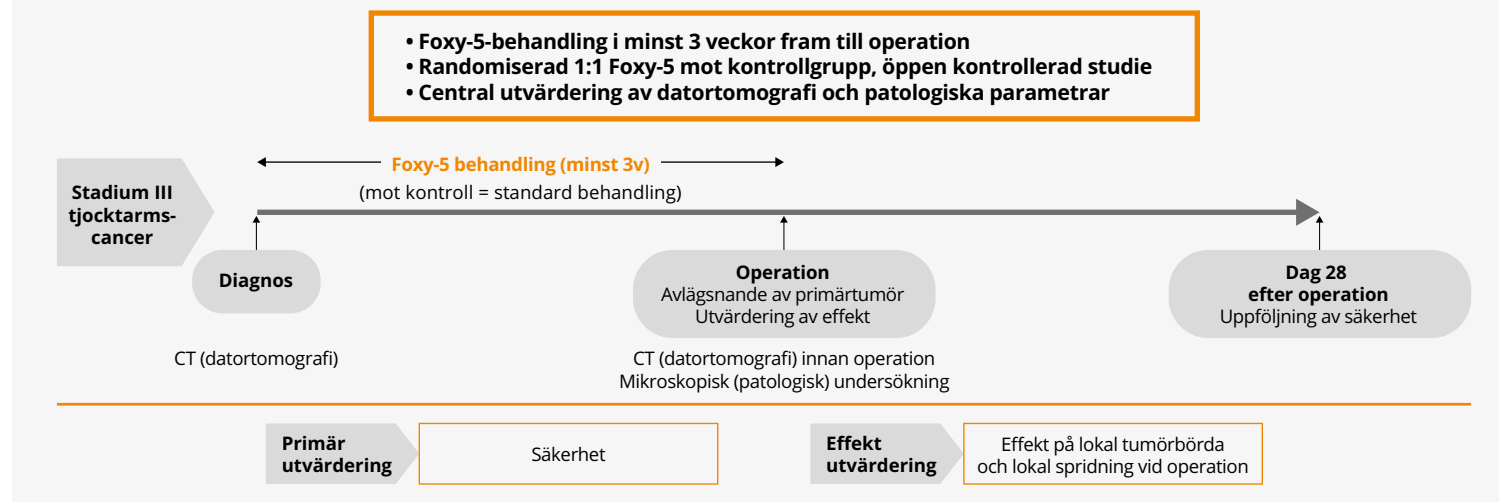 • Foxy-5-behandling i minst 3 veckor fram till operation
• Randomiserad 1:1 Foxy-5 mot kontrollgrupp, öppen kontrollerad studie
• Central utvärdering av datortomografi och patologiska parametrar
Foxy-5 behandling (minst 3v)
(mot kontroll = standard behandling)
Stadium III
tjocktarms-
cancer
Diagnos
Operation
Avlägsnande av primärtumör
Utvärdering av effekt
Dag 28
efter operation
Uppföljning av säkerhet
CT (datortomografi)
CT (datortomografi) innan operation
Mikroskopisk (patologisk) undersökning
Primär
utvärdering
Säkerhet
Effekt
utvärdering
Effekt på lokal tumörbörda
och lokal spridning vid operation